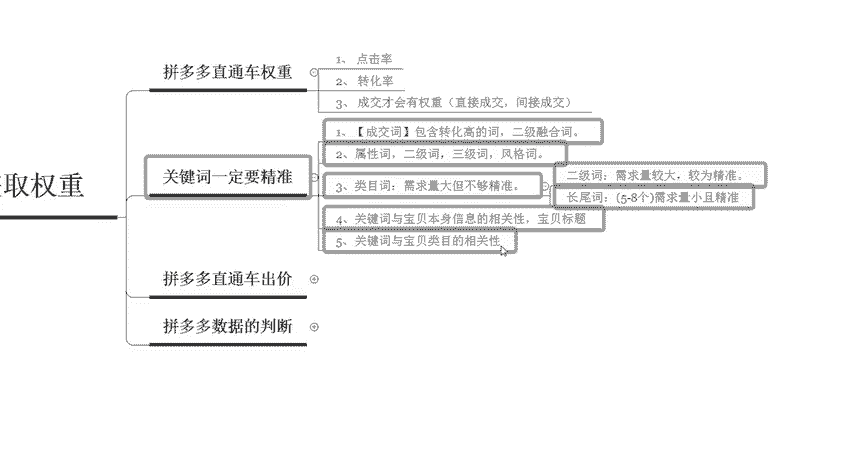 取权重
拼多多直通车权重
1、 点击率
2、 转化率
3、 成交才会有权重（直接成交，间接成交）
关键词一定要精准
1、【成交词】包含转化高的词，二级融合词。
2、属性词，二级词，三级词，风格词。
3、类目词：需求量大但不够精准。
二级词：需求量较大，较为精准。
长尾词：(5-8个)需求量小且精准
4、关键词与宝贝本身信息的相关性，宝贝标题
5、关键词与宝贝类目的相关性
拼多多直通车出价
拼多多数据的判断